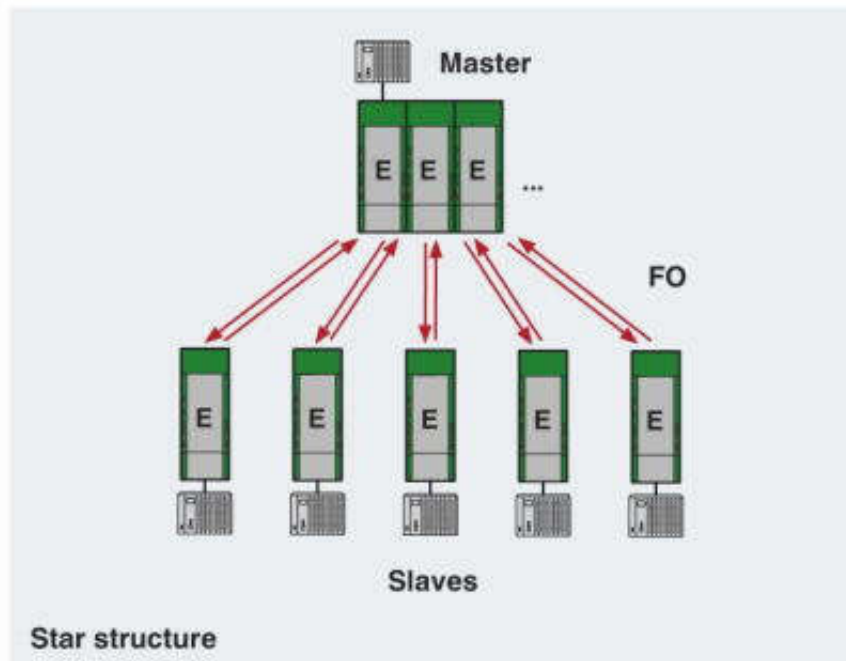 Master
E E E ...
FO
E E E E E
Slaves
Star structure